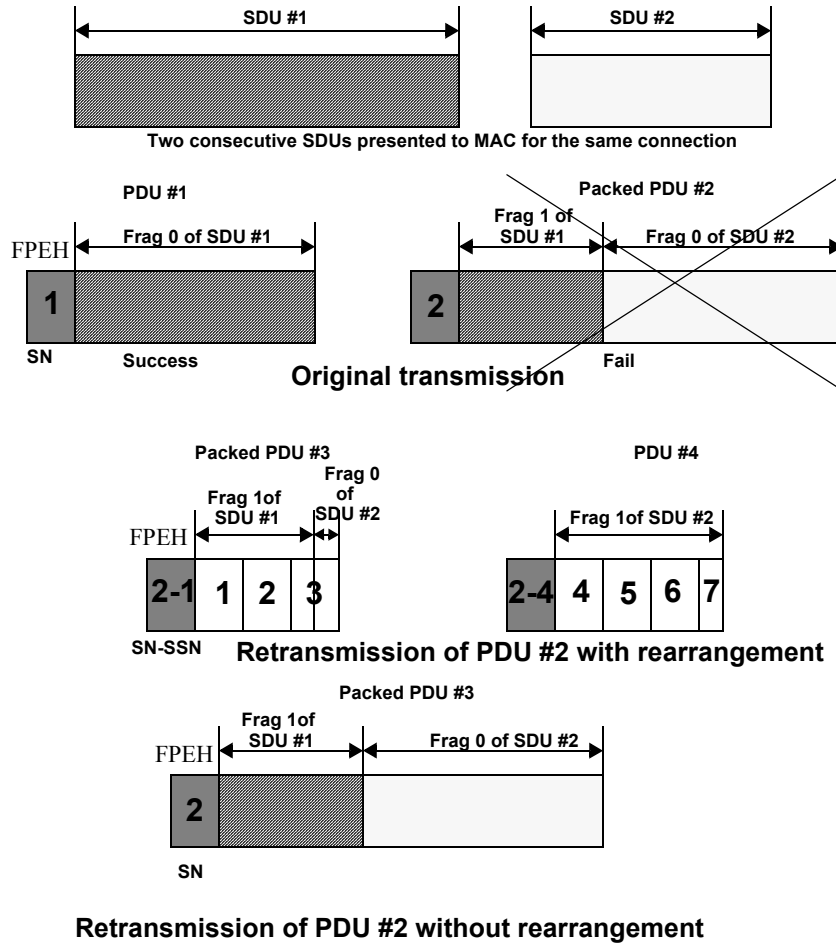 SDU #1
SDU #2
Two consecutive SDUs presented to MAC for the same connection
PDU #1
Packed PDU #2
FPEH
Frag 0 of SDU #1
Frag 1 of
SDU #1
Frag 0 of SDU #2
1
2
SN
Success
Fail
Original transmission
Packed PDU #3
PDU #4
FPEH
Frag 1of
SDU #1
Frag 0
of
SDU #2
Frag 1of SDU #2
2-1
1
2
3
2-4
4
5
6
7
SN-SSN
Retransmission of PDU #2 with rearrangement
Packed PDU #3
FPEH
Frag 1of
SDU #1
Frag 0 of SDU #2
2
SN
Retransmission of PDU #2 without rearrangement